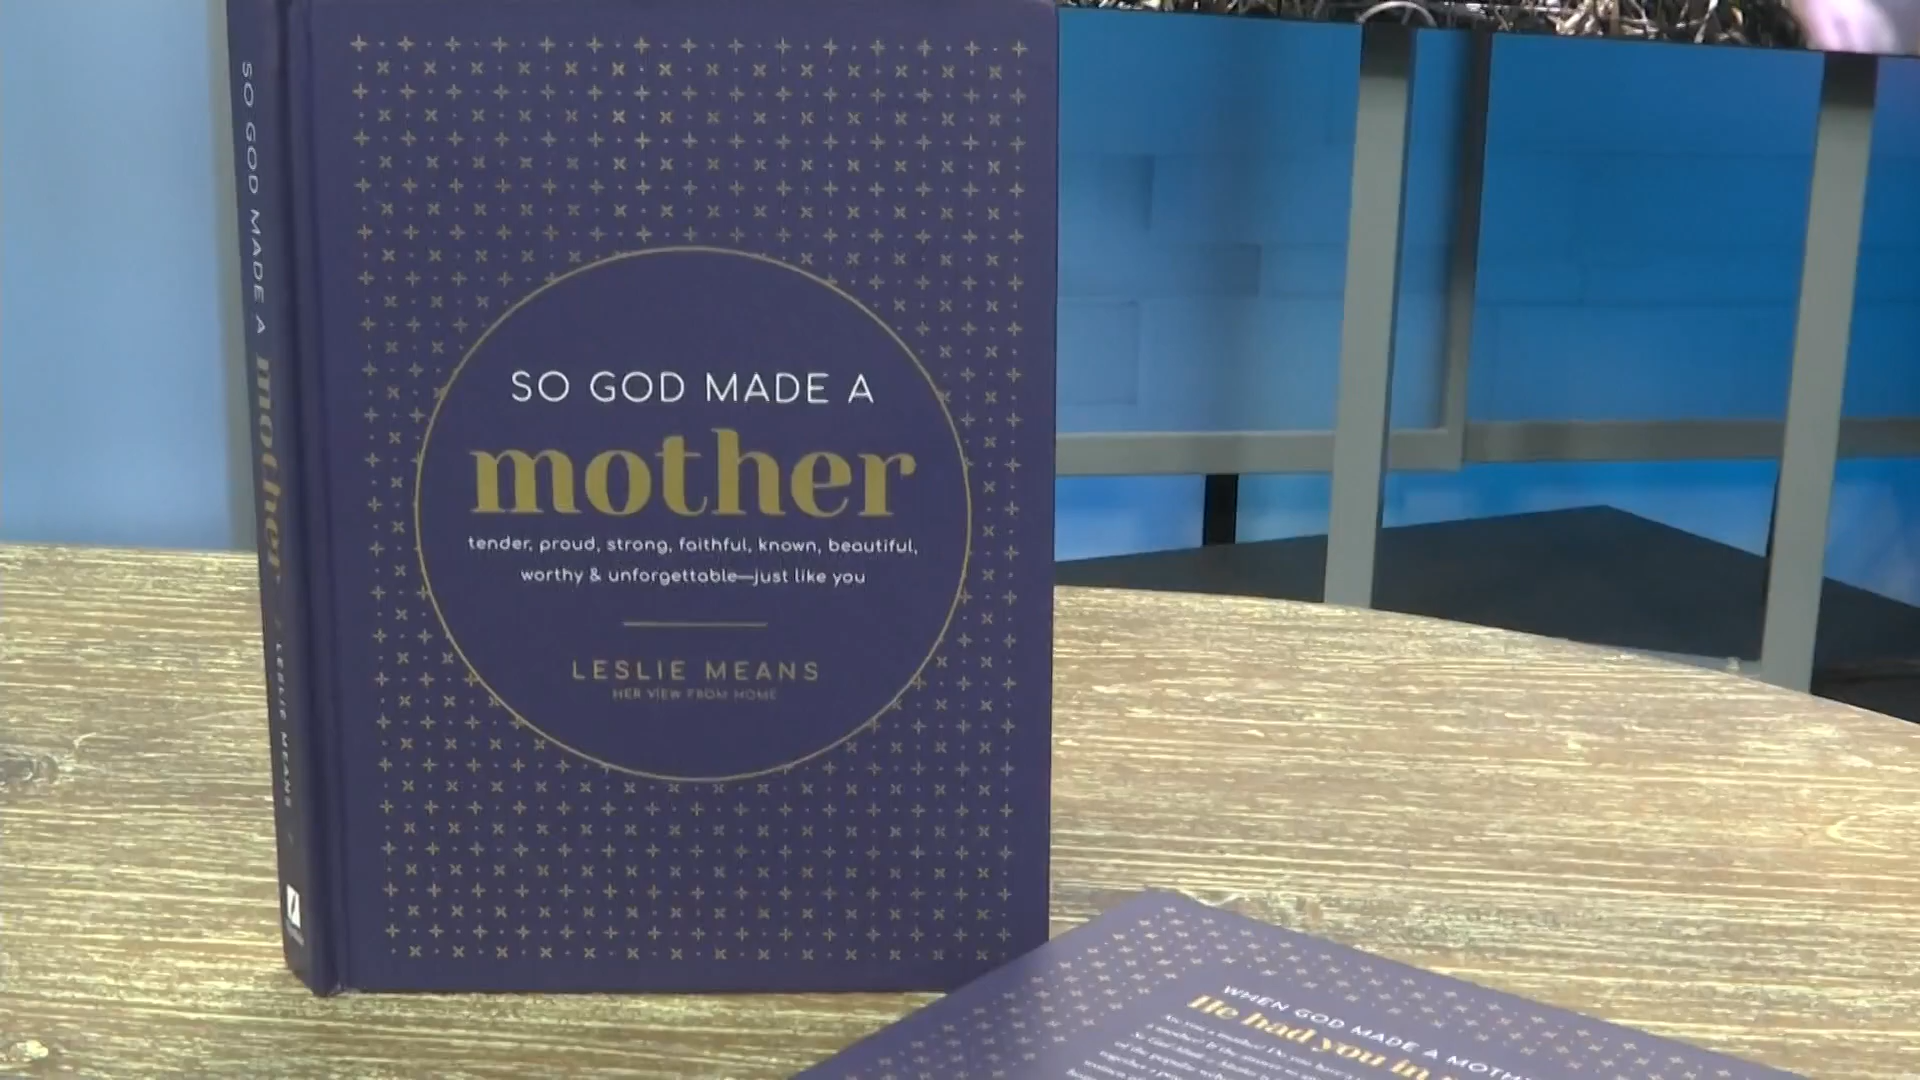 SO GOD MADE A mother LESLIE MEANS
SO GOD MADE A
mother
tender, proud, strong, faithful, known, beautiful,
worthy & unforgettable—just like you
LESLIE MEANS
HER VIEW FROM HOME
WHEN GOD MADE A
He had you in